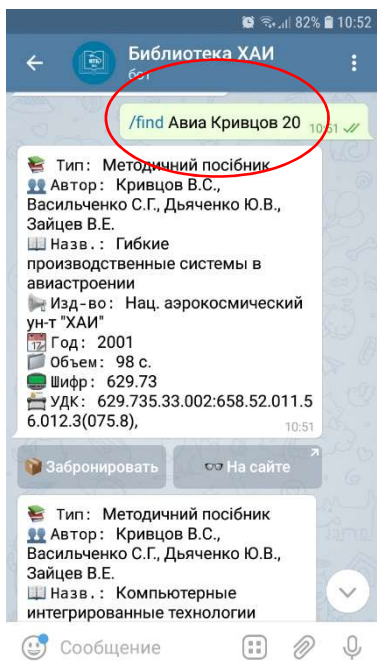 82% 10:52
Библиотека ХАИ
бот
/find Авиа Кривцов 20 10:51
Тип: Методичний посібник
Автор: Кривцов В.С.,
Васильченко С.Г., Дьяченко Ю.В.,
Зайцев В.Е.
Назв.: Гибкие
производственные системы в
авиастроении
Изд-во: Нац. аэрокосмический
ун-т "ХАИ"
Год: 2001
Объем: 98 с.
Шифр: 629.73
УДК: 629.735.33.002:658.52.011.5
6.012.3(075.8),
10:51
Забронировать На сайте
Тип: Методичний посібник
Автор: Кривцов В.С.,
Васильченко С.Г., Дьяченко Ю.В.,
Зайцев В.Е.
Назв.: Компьютерные
интегрированные технологии
Сообщение